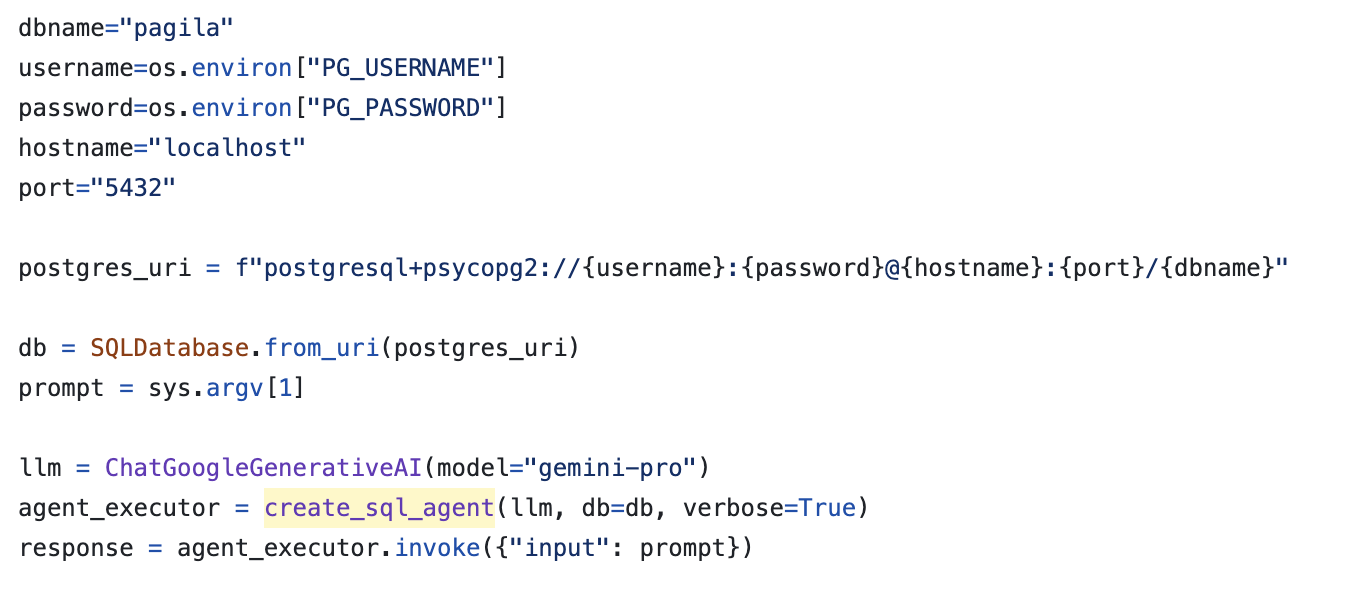 dbname="pagila"
username=os.environ["PG_USERNAME"]
password=os.environ["PG_PASSWORD"]
hostname="localhost"
port="5432"
postgres_uri = f"postgresql+psycopg2://{username}:{password}@{hostname}:{port}/{dbname}"
db = SQLDatabase.from_uri(postgres_uri)
prompt = sys.argv[1]
llm = ChatGoogleGenerativeAI(model="gemini-pro")
agent_executor = create_sql_agent(llm, db=db, verbose=True)
response = agent_executor.invoke({"input": prompt})